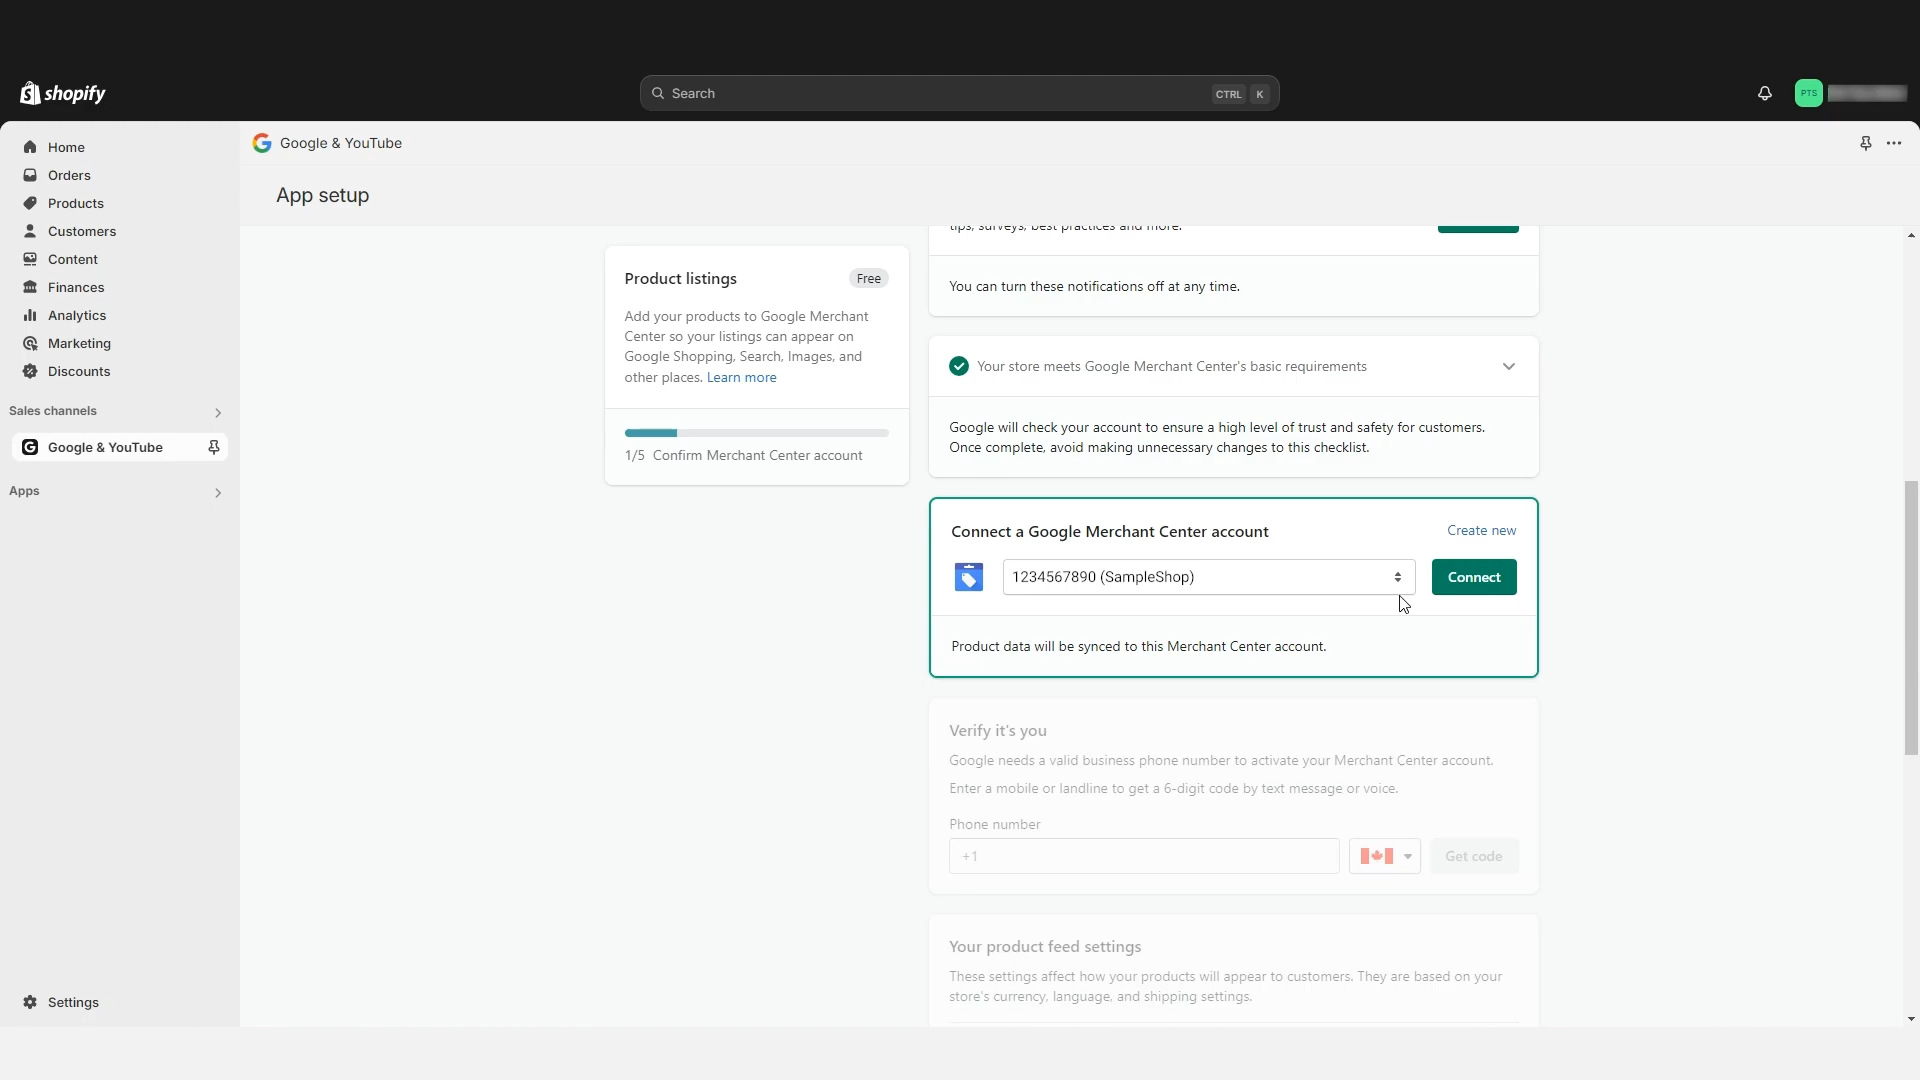 shopify
Search
CTRL K
PTS
Home
Orders
Products
Customers
Content
Finances
Analytics
Marketing
Discounts
Sales channels
Google & YouTube
Apps
Settings
Google & YouTube
App setup
Product listings
Free
Add your products to Google Merchant
Center so your listings can appear on
Google Shopping, Search, Images, and
other places. Learn more
1/5 Confirm Merchant Center account
tips, surveys, best practices and more.
You can turn these notifications off at any time.
Your store meets Google Merchant Center's basic requirements
Google will check your account to ensure a high level of trust and safety for customers.
Once complete, avoid making unnecessary changes to this checklist.
Connect a Google Merchant Center account
Create new
1234567890 (SampleShop)
Connect
Product data will be synced to this Merchant Center account.
Verify it's you
Google needs a valid business phone number to activate your Merchant Center account.
Enter a mobile or landline to get a 6-digit code by text message or voice.
Phone number
+1
Get code
Your product feed settings
These settings affect how your products will appear to customers. They are based on your
store's currency, language, and shipping settings.